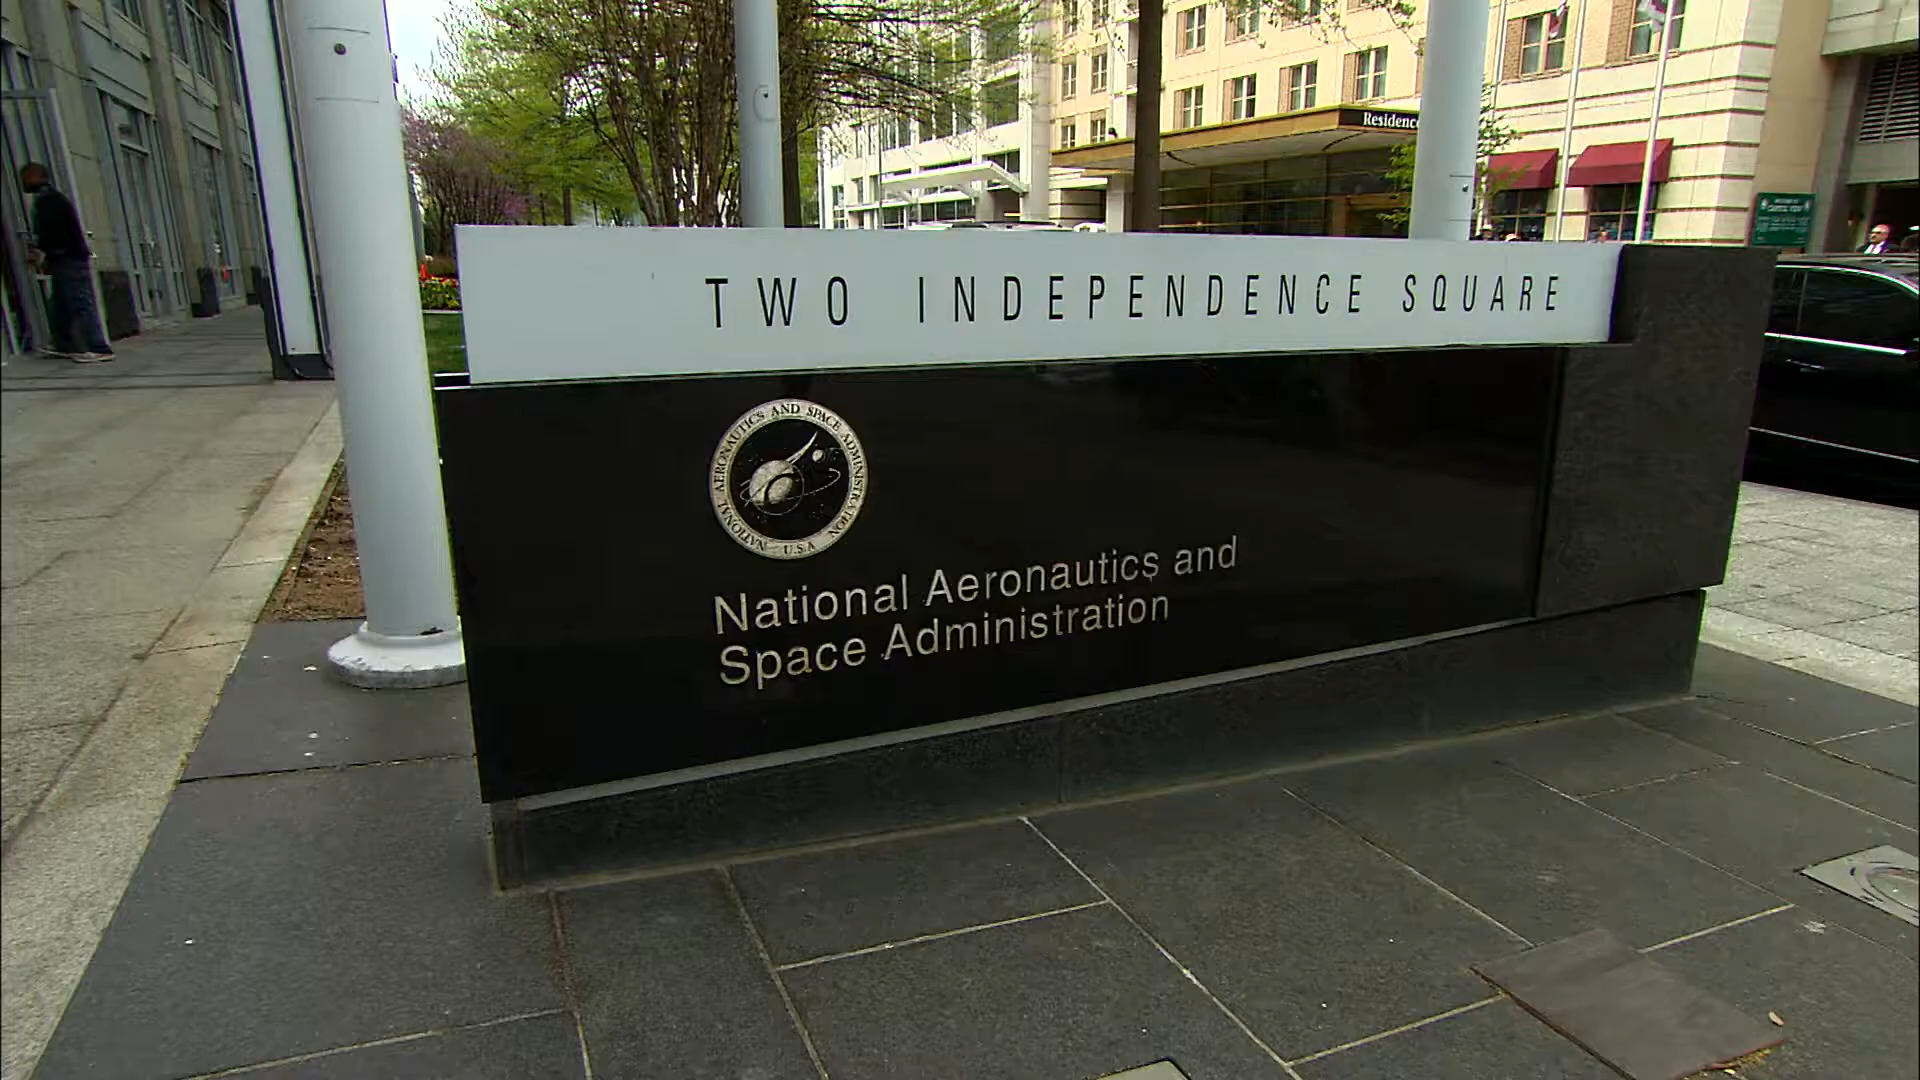 Residence
TWO INDEPENDENCE SQUARE
NATIONAL AERONAUTICS AND SPACE ADMINISTRATION
U.S.A.
National Aeronautics and
Space Administration